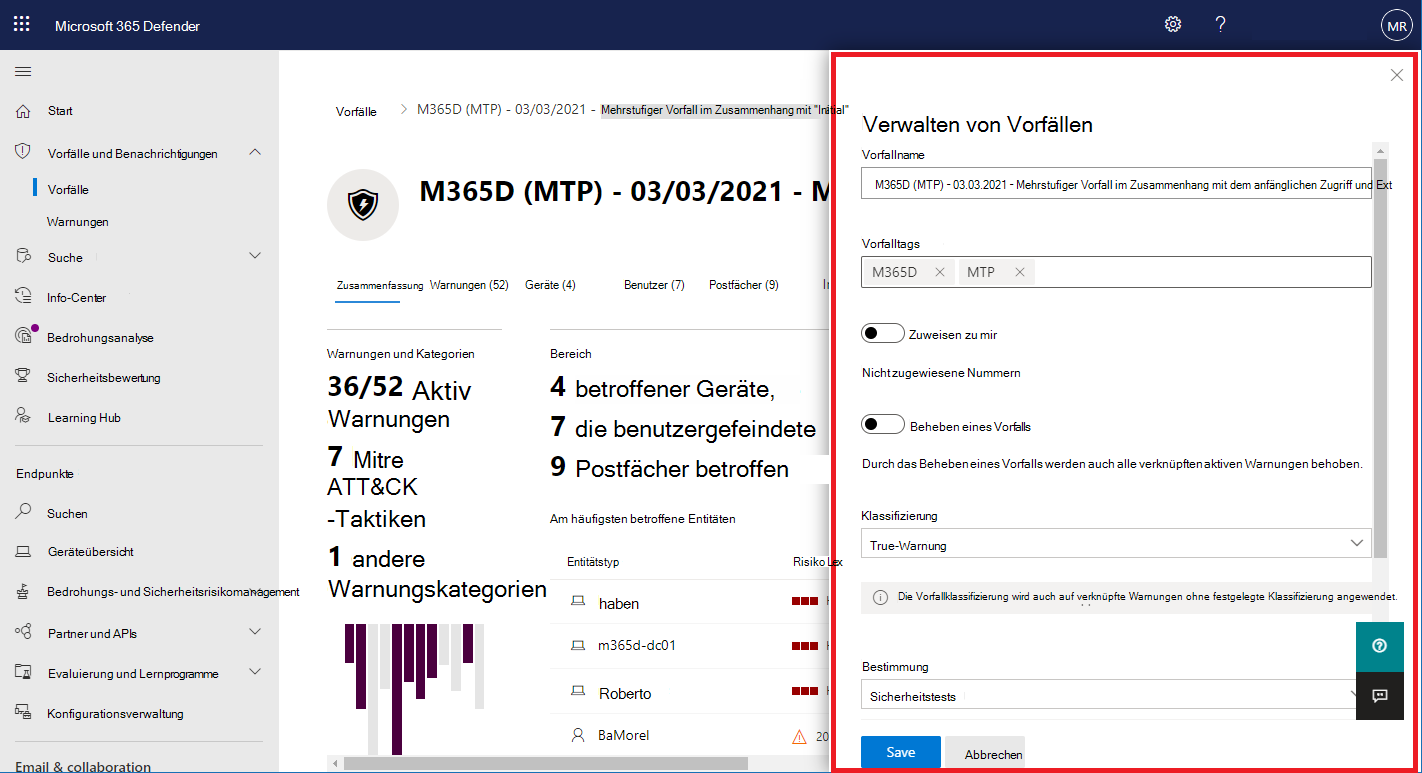 Microsoft 365 Defender
MR
Start
Vorfälle und Benachrichtigungen
Vorfälle
Warnungen
Suche
Info-Center
Bedrohungsanalyse
Sicherheitsbewertung
Learning Hub
Endpunkte
Suchen
Geräteübersicht
Bedrohungs- und Sicherheitsrisikomanagement
Partner und APIs
Evaluierung und Lernprogramme
Konfigurationsverwaltung
Email & collaboration
Vorfälle > M365D (MTP) - 03/03/2021 - Mehrstufiger Vorfall im Zusammenhang mit "Initial"
M365D (MTP) - 03/03/2021 - M
Zusammenfassung Warnungen (52) Geräte (4) Benutzer (7) Postfächer (9)
Warnungen und Kategorien
36/52 Aktiv
Warnungen
7 Mitre
ATT&CK
-Taktiken
1 andere
Warnungskategorien
Bereich
4 betroffener Geräte,
7 die benutzergefeindete
9 Postfächer betroffen
Am häufigsten betroffene Entitäten
Entitätstyp Risiko Lex
haben
m365d-dc01
Roberto
BaMorel 20
Verwalten von Vorfällen
Vorfallname
M365D (MTP) - 03.03.2021 - Mehrstufiger Vorfall im Zusammenhang mit dem anfänglichen Zugriff und Ext
Vorfalltags
M365D MTP
Zuweisen zu mir
Nicht zugewiesene Nummern
Beheben eines Vorfalls
Durch das Beheben eines Vorfalls werden auch alle verknüpften aktiven Warnungen behoben.
Klassifizierung
True-Warnung
Die Vorfallklassifizierung wird auch auf verknüpfte Warnungen ohne festgelegte Klassifizierung angewendet.
Bestimmung
Sicherheitstests
Save Abbrechen